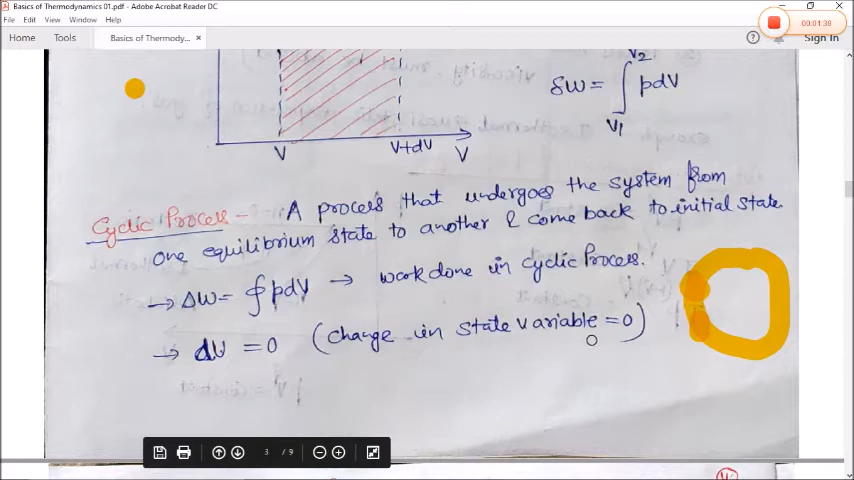 Basics of Thermodynamics 01.pdf - Adobe Acrobat Reader DC
File Edit View Window Help
00:01:39
Home Tools Basics of Thermody... × Sign In
δW = ∫ pdV
V2
V1
V V+dV V
Cyclic Process - A process that undergoes the system from
one equilibrium state to another & come back to initial state.
→ ΔW = ∮ pdV → work done in cyclic Process.
→ dU = 0 (change in state variable = 0)
3 / 9